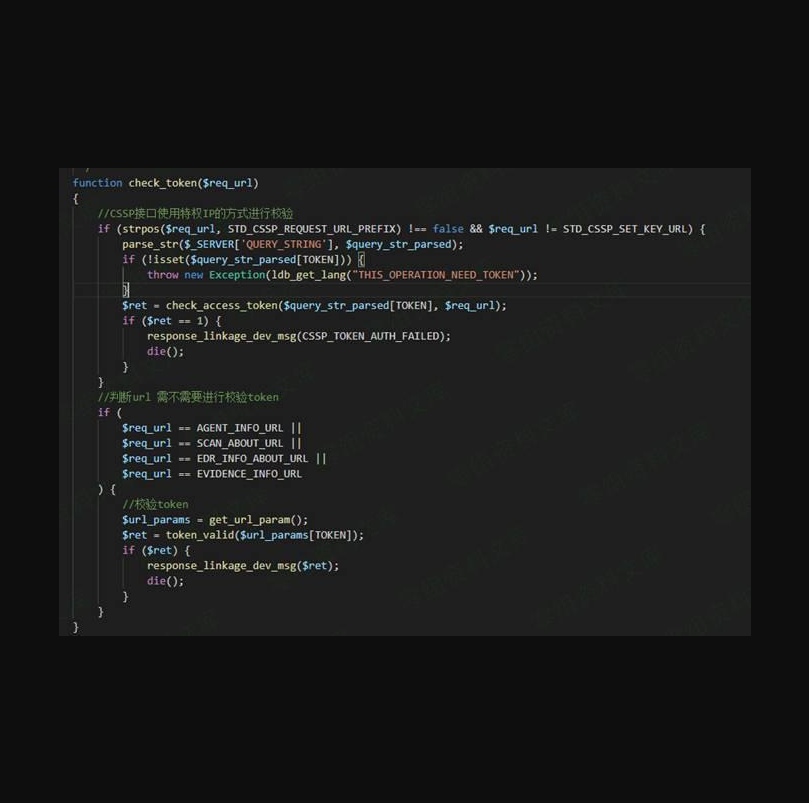 function check_token($req_url)
{
//CSSP接口使用特权IP的方式进行校验
if (strpos($req_url, STD_CSSP_REQUEST_URL_PREFIX) !== false && $req_url != STD_CSSP_SET_KEY_URL) {
parse_str($_SERVER['QUERY_STRING'], $query_str_parsed);
if (!isset($query_str_parsed[TOKEN])) {
throw new Exception(ldb_get_lang("THIS_OPERATION_NEED_TOKEN"));
}
$ret = check_access_token($query_str_parsed[TOKEN], $req_url);
if ($ret == 1) {
response_linkage_dev_msg(CSSP_TOKEN_AUTH_FAILED);
die();
}
}
//判断url 需不需要进行校验token
if (
$req_url == AGENT_INFO_URL ||
$req_url == SCAN_ABOUT_URL ||
$req_url == EDR_INFO_ABOUT_URL ||
$req_url == EVIDENCE_INFO_URL
) {
//校验token
$url_params = get_url_param();
$ret = token_valid($url_params[TOKEN]);
if ($ret) {
response_linkage_dev_msg($ret);
die();
}
}
}